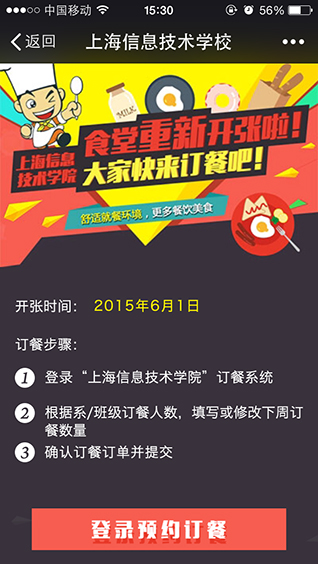 中国移动
15:30
56%
返回
上海信息技术学校
MILK
上海信息
技术学院
食堂重新开张啦！
大家快来订餐吧！
舒适就餐环境，更多餐饮美食
开张时间： 2015年6月1日
订餐步骤：
1 登录“上海信息技术学院”订餐系统
2 根据系/班级订餐人数，填写或修改下周订
餐数量
3 确认订餐订单并提交
登录预约订餐